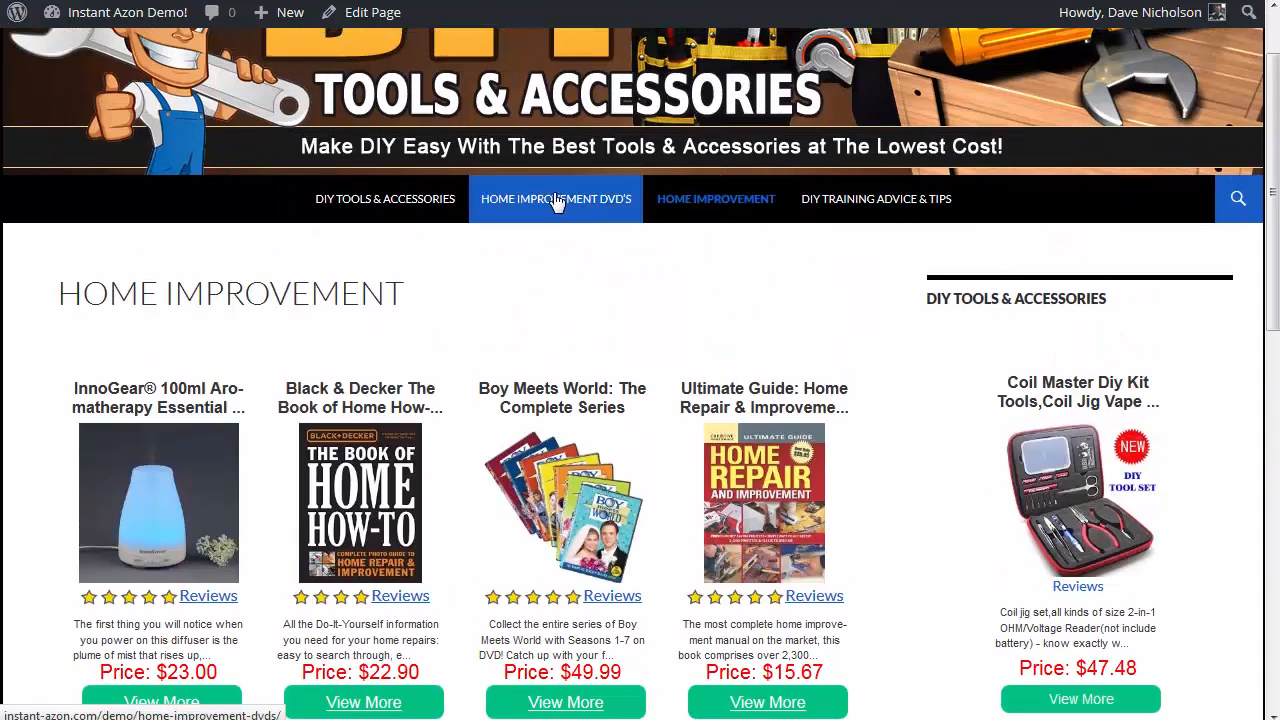 Instant Azon Demo! 0 New Edit Page Howdy, Dave Nicholson
DIY
TOOLS & ACCESSORIES
Make DIY Easy With The Best Tools & Accessories at The Lowest Cost!
DIY TOOLS & ACCESSORIES HOME IMPROVEMENT DVD'S HOME IMPROVEMENT DIY TRAINING ADVICE & TIPS
HOME IMPROVEMENT
DIY TOOLS & ACCESSORIES
InnoGear® 100ml Aro-
matherapy Essential ...
Reviews
The first thing you will notice when
you power on this diffuser is the
plume of mist that rises up,...
Price: $23.00
View More
Black & Decker The
Book of Home How-...
BLACK+DECKER
THE BOOK OF
HOME
HOW-TO
COMPLETE PHOTO GUIDE TO
HOME REPAIR &
IMPROVEMENT
Reviews
All the Do-It-Yourself information
you need for your home repairs:
easy to search through, e...
Price: $22.90
View More
Boy Meets World: The
Complete Series
BOY
WORLD
Reviews
Collect the entire series of Boy
Meets World with Seasons 1-7 on
DVD! Catch up with your f...
Price: $49.99
View More
Ultimate Guide: Home
Repair & Improveme...
ULTIMATE GUIDE
HOME
REPAIR
AND IMPROVEMENT
Reviews
The most complete home improve-
ment manual on the market, this
book comprises over 2,300...
Price: $15.67
View More
Coil Master Diy Kit
Tools,Coil Jig Vape ...
NEW
DIY
TOOL SET
Reviews
Coil jig set,all kinds of size 2-in-1
OHM/Voltage Reader(not include
battery) - know exactly w...
Price: $47.48
View More
instant-azon.com/demo/home-improvement-dvds/